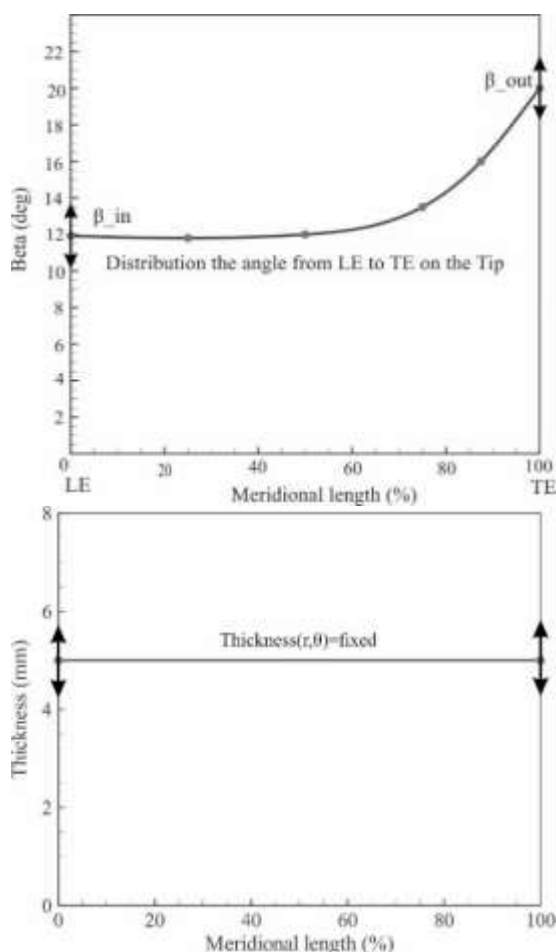 22
20
18
16
14
12
10
8
6
4
2
0
Beta (deg)
β_out
β_in
Distribution the angle from LE to TE on the Tip
20
40
60
80
100
LE
Meridional length (%)
TE
8
6
4
2
0
Thickness (mm)
Thickness(r,θ)=fixed
0
20
40
60
80
100
Meridional length (%)